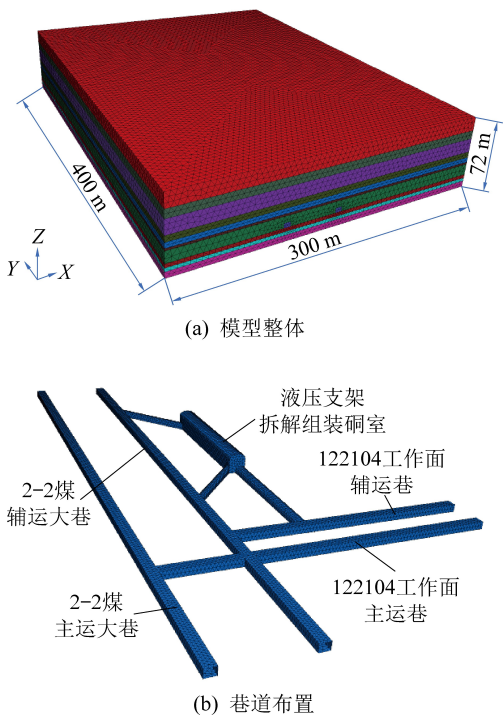 72 m
400 m
300 m
Z
Y
X
(a) 模型整体
液压支架
拆解组装硐室
122104工作面
辅运巷
2-2煤
辅运大巷
2-2煤
主运大巷
122104工作面
主运巷
(b) 巷道布置